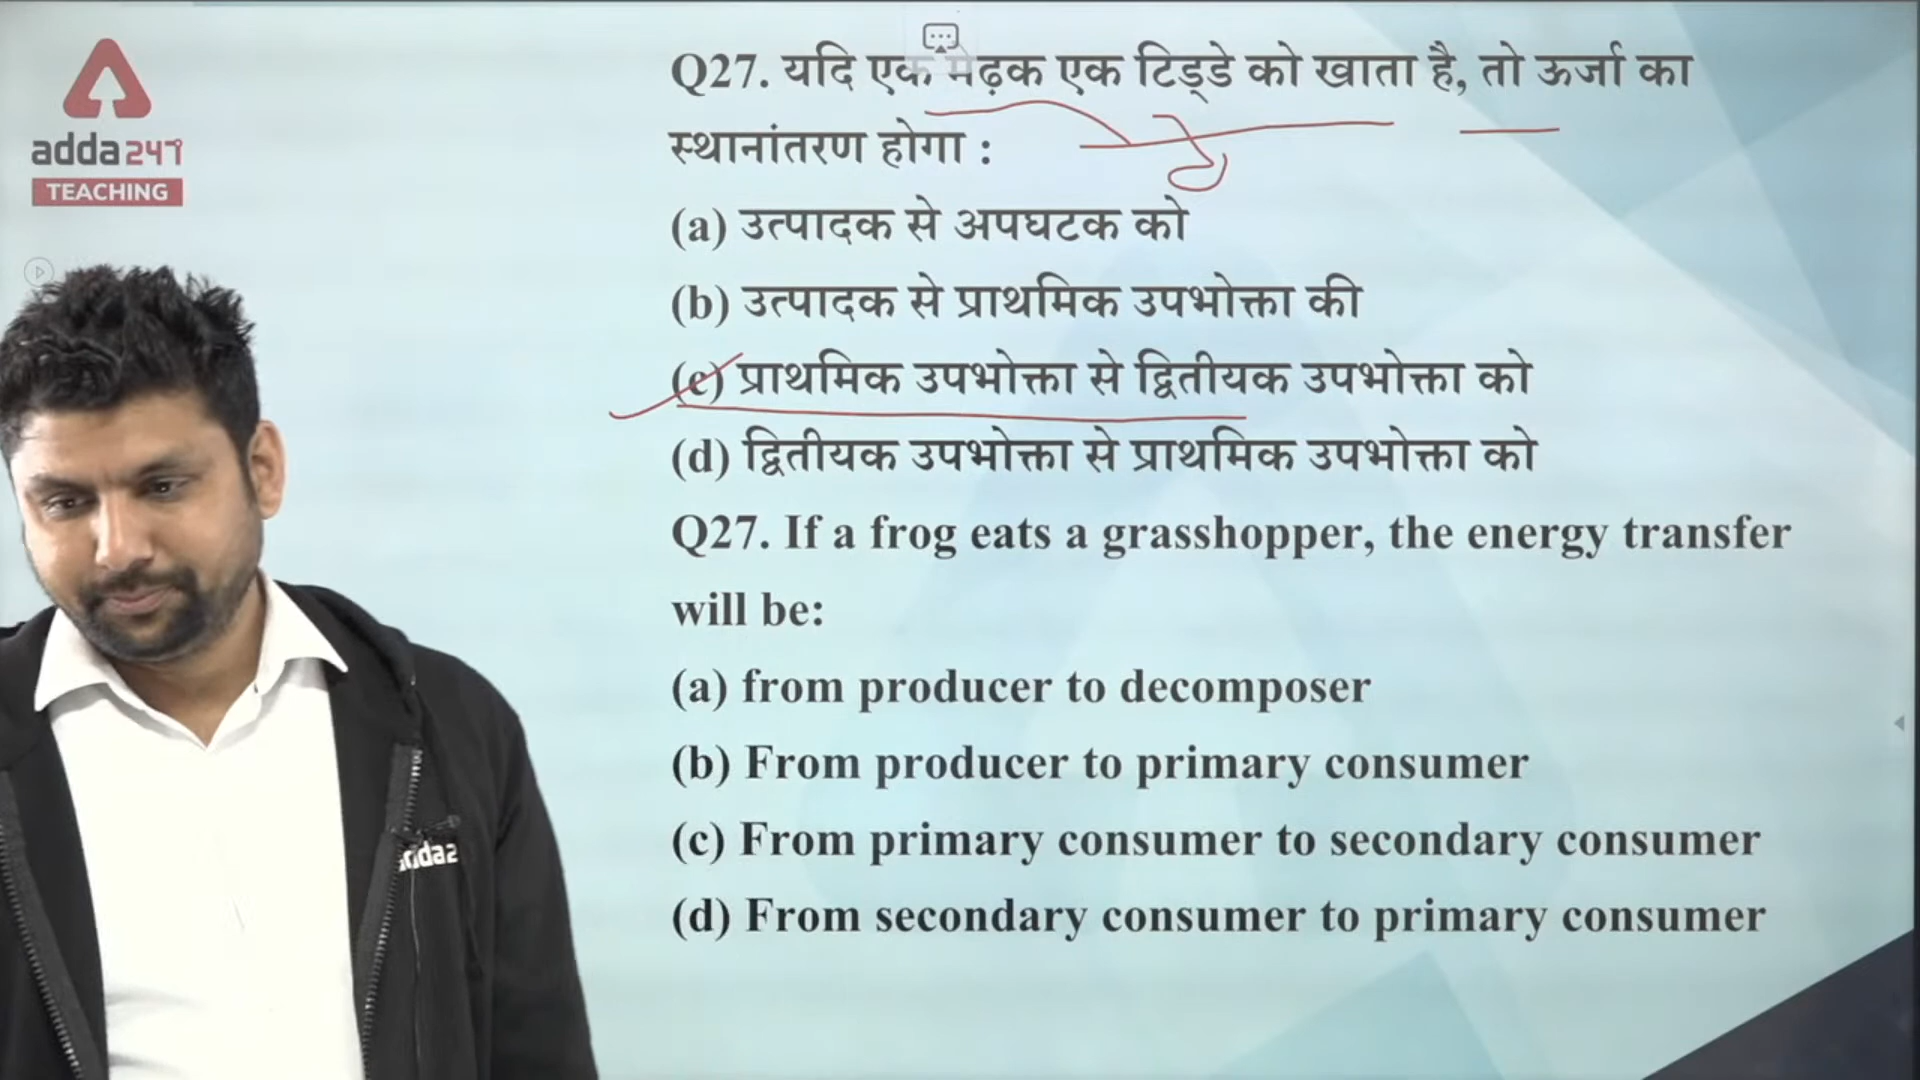 adda247
TEACHING
Q27. यदि एक मेंढ़क एक टिड्डे को खाता है, तो ऊर्जा का
स्थानांतरण होगा :
(a) उत्पादक से अपघटक को
(b) उत्पादक से प्राथमिक उपभोक्ता की
(c) प्राथमिक उपभोक्ता से द्वितीयक उपभोक्ता को
(d) द्वितीयक उपभोक्ता से प्राथमिक उपभोक्ता को
Q27. If a frog eats a grasshopper, the energy transfer
will be:
(a) from producer to decomposer
(b) From producer to primary consumer
(c) From primary consumer to secondary consumer
(d) From secondary consumer to primary consumer
adda2